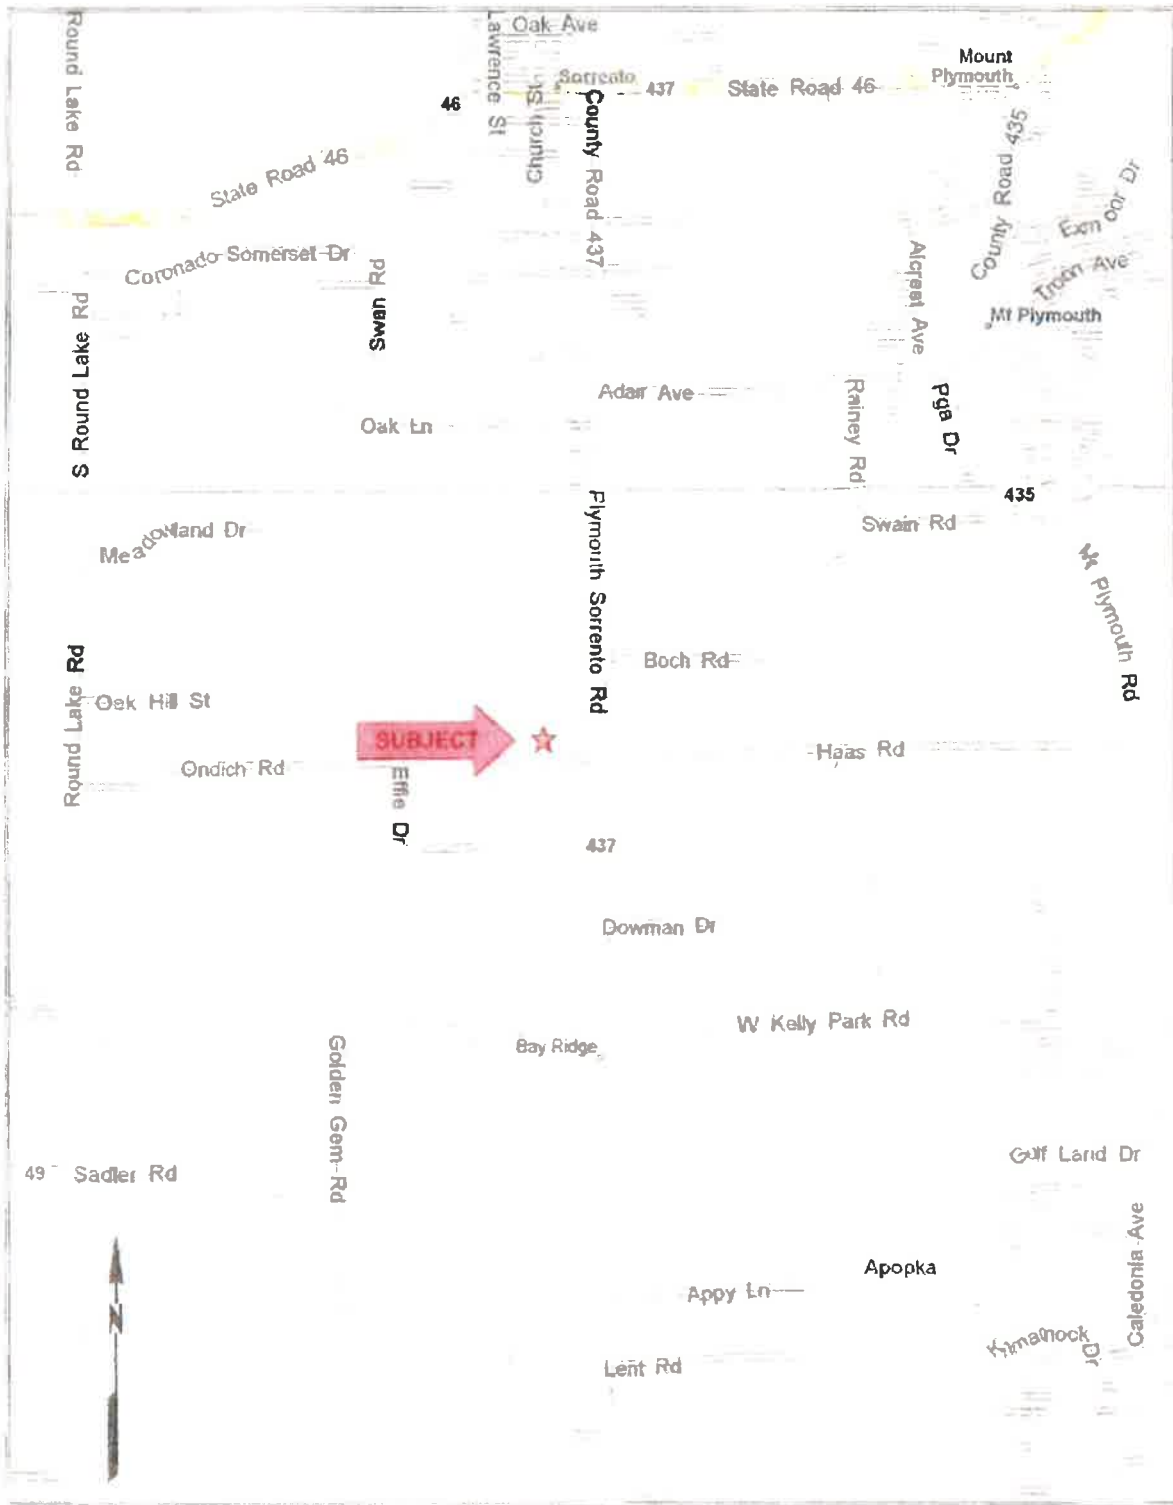 Round Lake Rd
Lawrence St
Oak Ave
Church St
Sorrento
County Road 437
437
State Road 46
Mount
Plymouth
46
State Road 46
County Road 435
Coronado Somerset Dr
Swan Rd
Alcrest Ave
Troon Ave
Mt Plymouth
S Round Lake Rd
Adair Ave
Rainey Rd
Pga Dr
Oak Ln
435
Swain Rd
Meadowland Dr
Plymouth Sorrento Rd
Mt Plymouth Rd
Boch Rd
Round Lake Rd
Oak Hill St
SUBJECT
Haas Rd
Ondich Rd
Effie Dr
437
Dowman Dr
W Kelly Park Rd
Bay Ridge
Golden Gem Rd
Golf Land Dr
49
Sadler Rd
Caledonia Ave
Apopka
Appy Ln
N
Kilmarnock Dr
Lent Rd